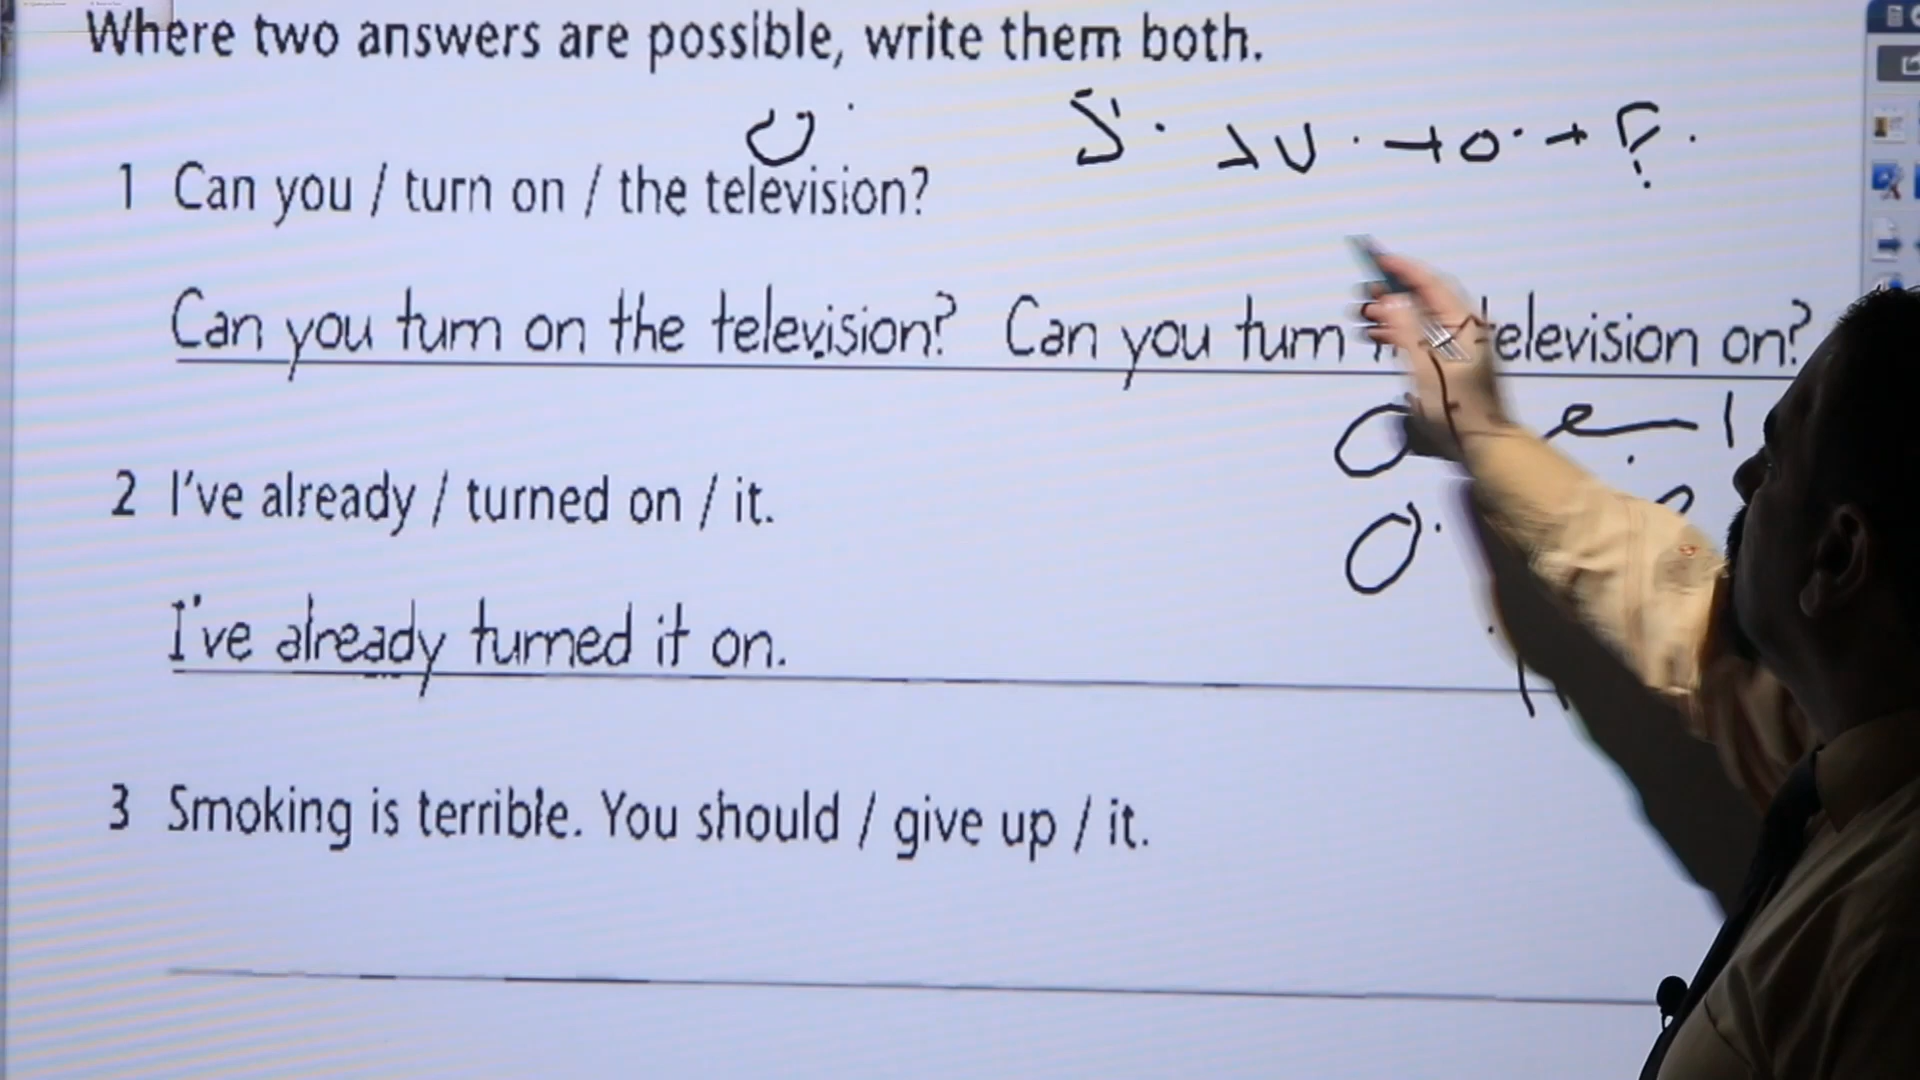 Where two answers are possible, write them both.
1 Can you / turn on / the television?
Can you turn on the television? Can you turn television on?
2 I've already / turned on / it.
I've already turned it on.
3 Smoking is terrible. You should / give up / it.